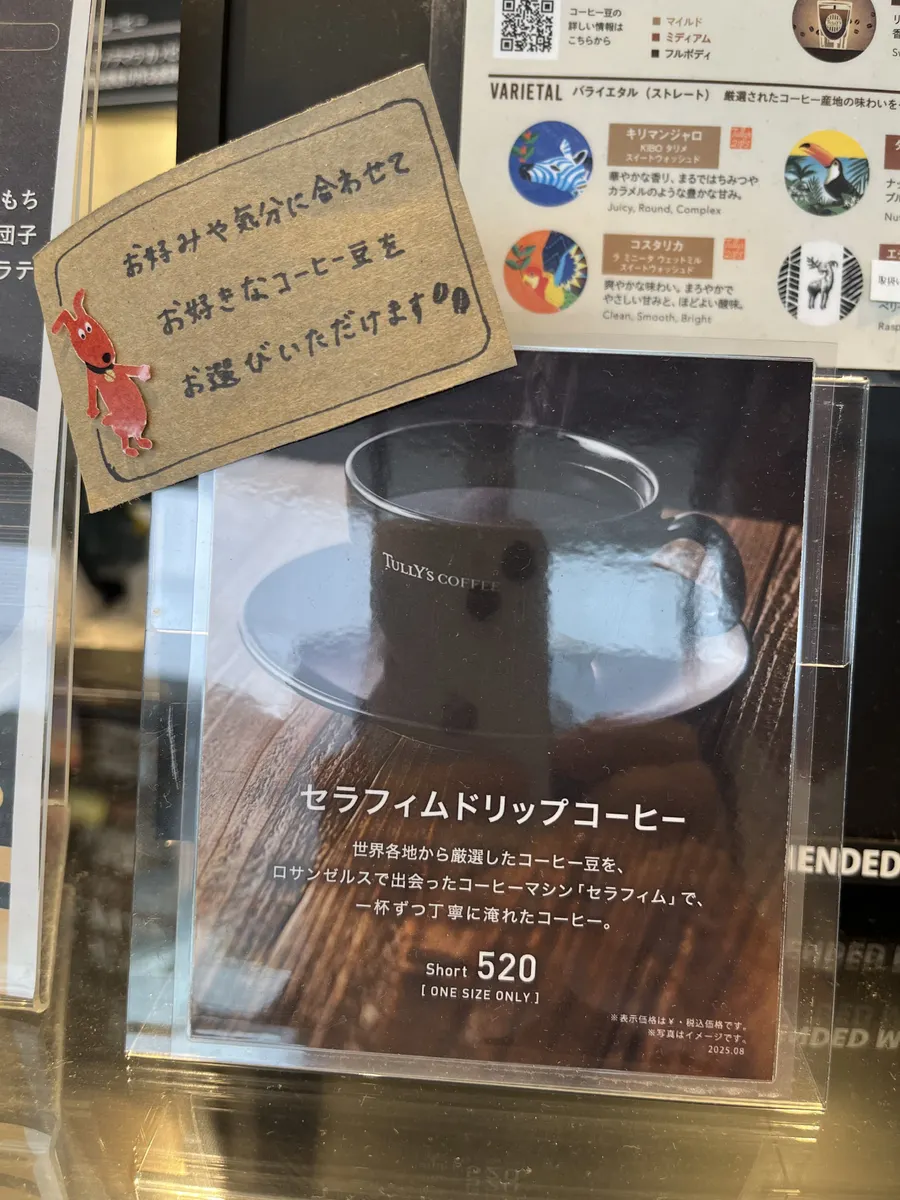 もち
団子
ラテ
お好みや気分に合わせて
お好きなコーヒー豆を
お選びいただけます
コーヒー豆の
詳しい情報は
こちらから
マイルド
ミディアム
フルボディ
VARIETAL バラエタル（ストレート） 厳選されたコーヒー産地の味わいを
キリマンジャロ
KIBO タリメ
スイートウォッシュド
華やかな香り、まるではちみつや
カラメルのような豊かな甘み。
Juicy, Round, Complex
コスタリカ
ラ ミニータ ウェットミル
スイートウォッシュド
爽やかな味わい。まろやかで
やさしい甘みと、ほどよい酸味。
Clean, Smooth, Bright
TULLY'S COFFEE
セラフィムドリップコーヒー
世界各地から厳選したコーヒー豆を、
ロサンゼルスで出会ったコーヒーマシン「セラフィム」で、
一杯ずつ丁寧に淹れたコーヒー。
Short 520
[ ONE SIZE ONLY ]
※表示価格は￥・税込価格です。
※写真はイメージです。
2025.08